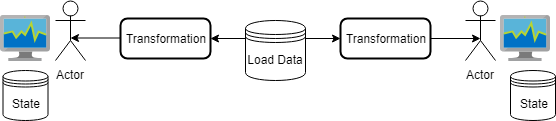 Transformation
Load Data
Transformation
Actor
Actor
State
State